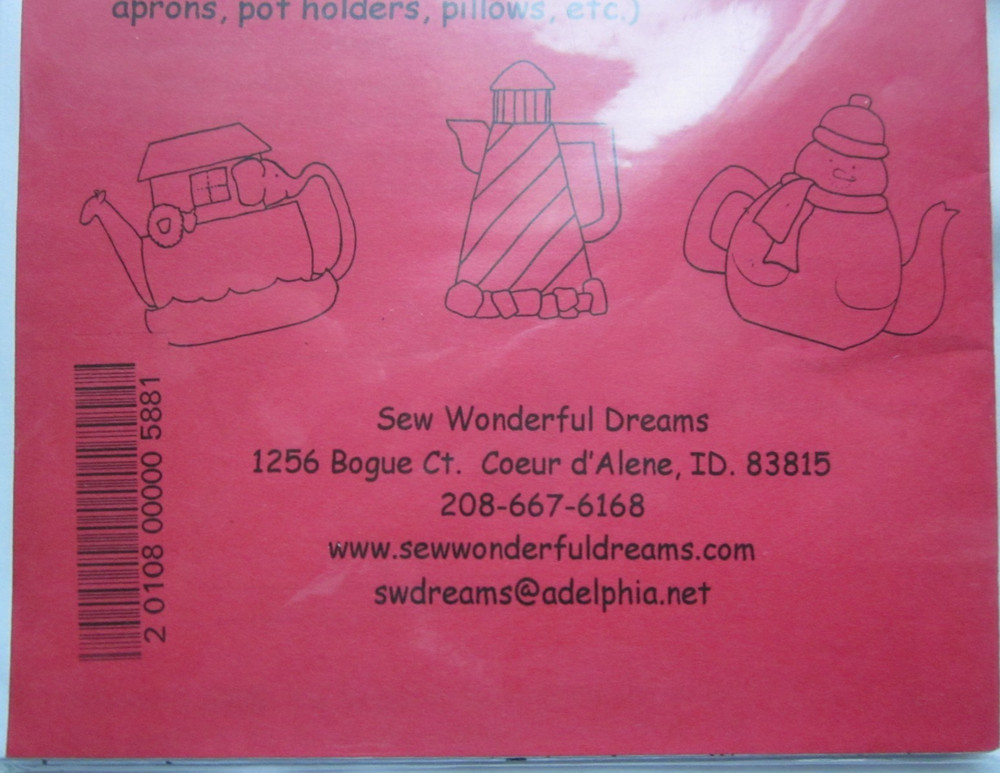 aprons, pot holders, pillows, etc.)
Sew Wonderful Dreams
1256 Bogue Ct. Coeur d'Alene, ID. 83815
208-667-6168
www.sewwonderfuldreams.com
swdreams@adelphia.net
2 0108 00000 5881